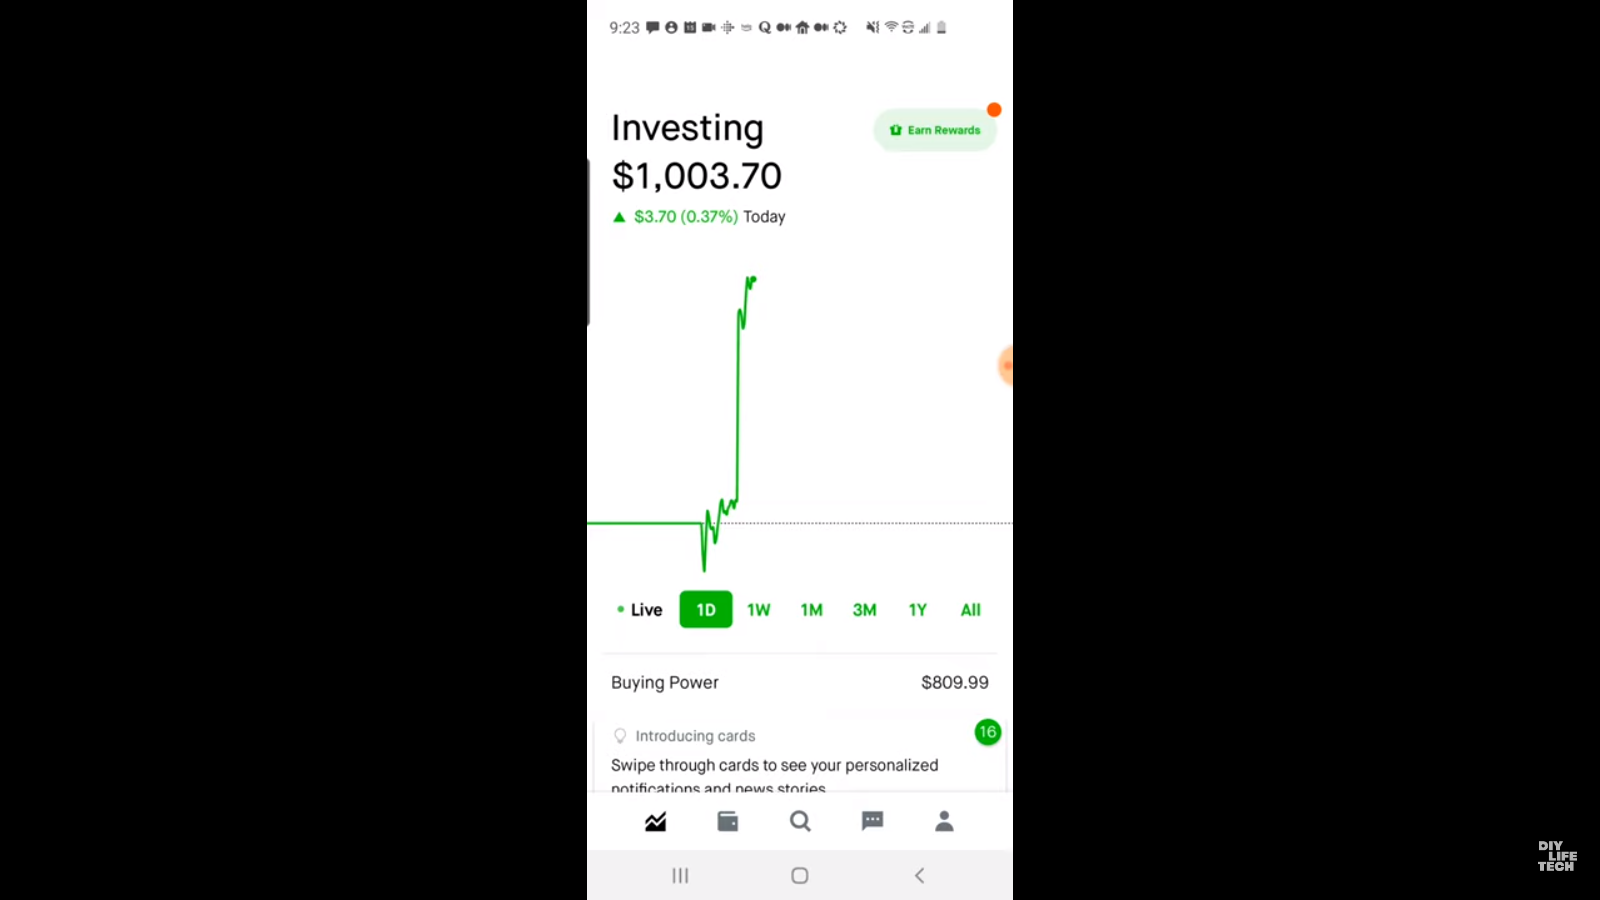 9:23
Investing
$1,003.70
Earn Rewards
▲ $3.70 (0.37%) Today
Live 1D 1W 1M 3M 1Y All
Buying Power $809.99
Introducing cards
16
Swipe through cards to see your personalized
notifications and news stories
DIY
LIFE
TECH